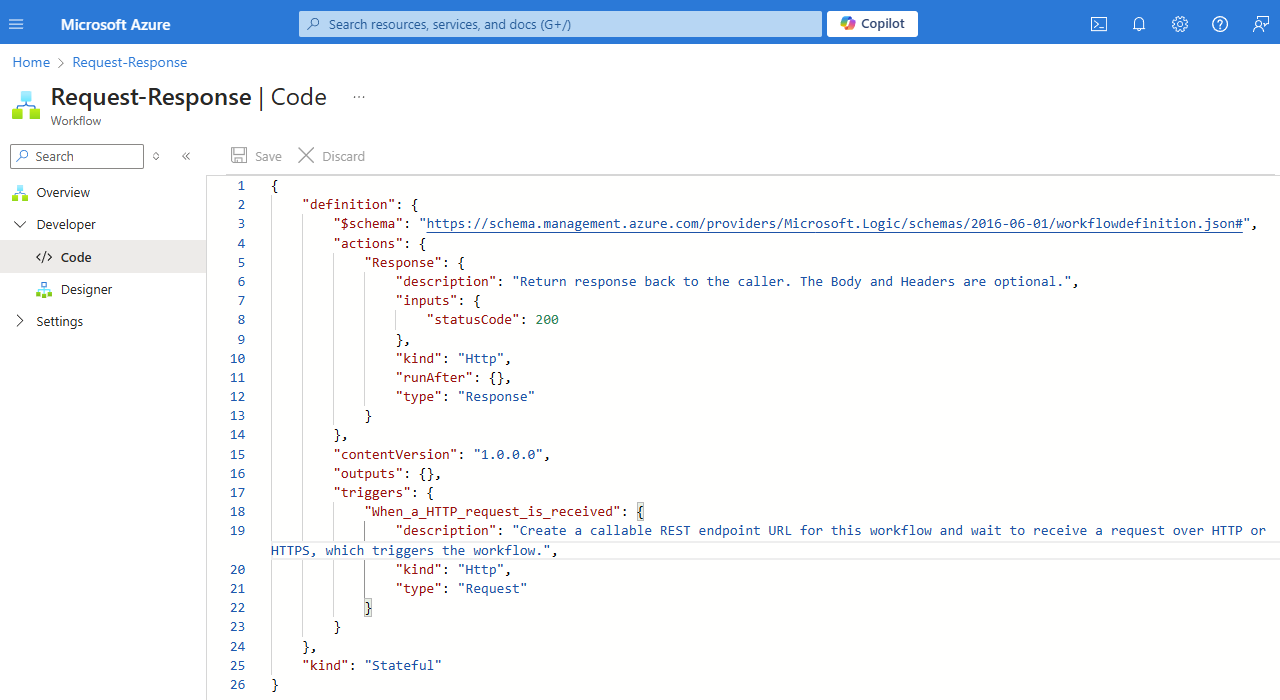 Microsoft Azure
Search resources, services, and docs (G+/)
Copilot
Home > Request-Response
Request-Response | Code ...
Workflow
Search
Save
Discard
Overview
Developer
</> Code
Designer
Settings
1 {
2 "definition": {
3 "$schema": "https://schema.management.azure.com/providers/Microsoft.Logic/schemas/2016-06-01/workflowdefinition.json#",
4 "actions": {
5 "Response": {
6 "description": "Return response back to the caller. The Body and Headers are optional.",
7 "inputs": {
8 "statusCode": 200
9 },
10 "kind": "Http",
11 "runAfter": {},
12 "type": "Response"
13 }
14 },
15 "contentVersion": "1.0.0.0",
16 "outputs": {},
17 "triggers": {
18 "When_a_HTTP_request_is_received": {
19 "description": "Create a callable REST endpoint URL for this workflow and wait to receive a request over HTTP or
HTTPS, which triggers the workflow.",
20 "kind": "Http",
21 "type": "Request"
22 }
23 }
24 },
25 "kind": "Stateful"
26 }